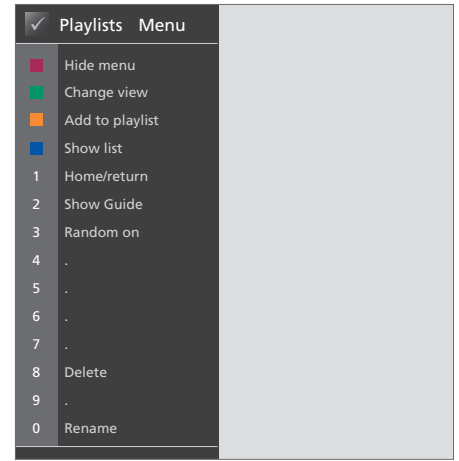 Playlists Menu
Hide menu
Change view
Add to playlist
Show list
1 Home/return
2 Show Guide
3 Random on
4 .
5 .
6 .
7 .
8 Delete
9 .
0 Rename